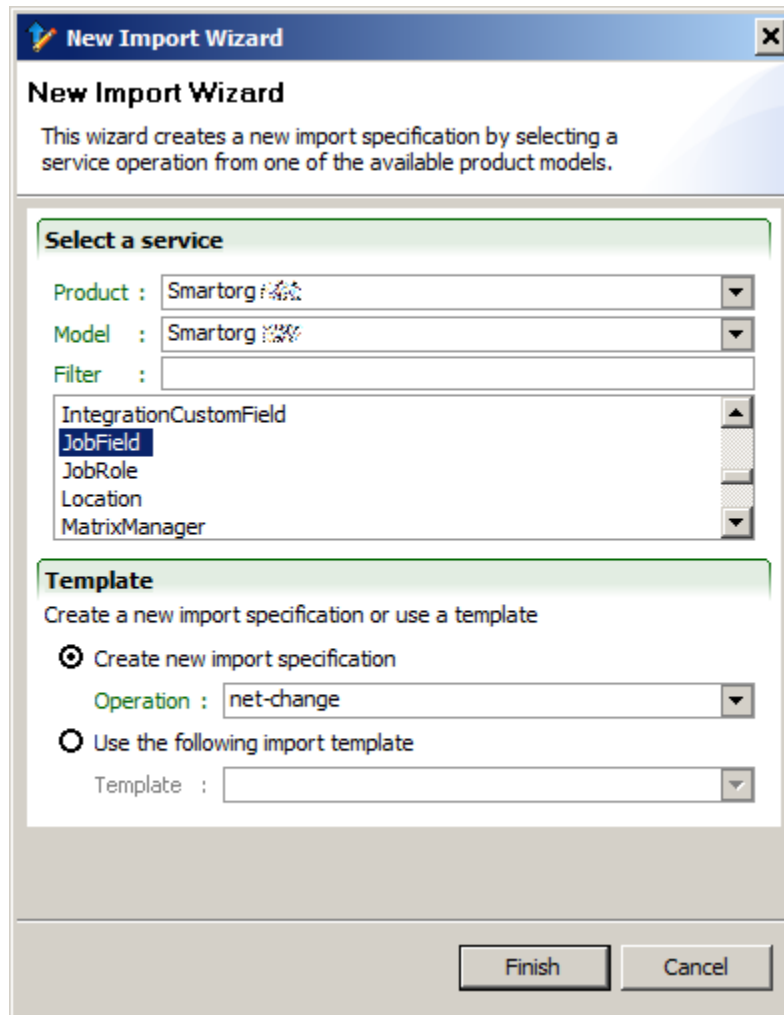 New Import Wizard
New Import Wizard
This wizard creates a new import specification by selecting a
service operation from one of the available product models.
Select a service
Product : Smartorg
Model : Smartorg
Filter :
IntegrationCustomField
JobField
JobRole
Location
MatrixManager
Template
Create a new import specification or use a template
Create new import specification
Operation : net-change
Use the following import template
Template :
Finish Cancel